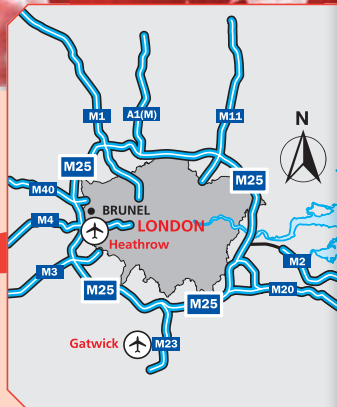 N
M1
A1(M)
M11
M25
M25
M40
BRUNEL
M4
LONDON
Heathrow
M3
M2
M25
M20
M25
Gatwick
M23